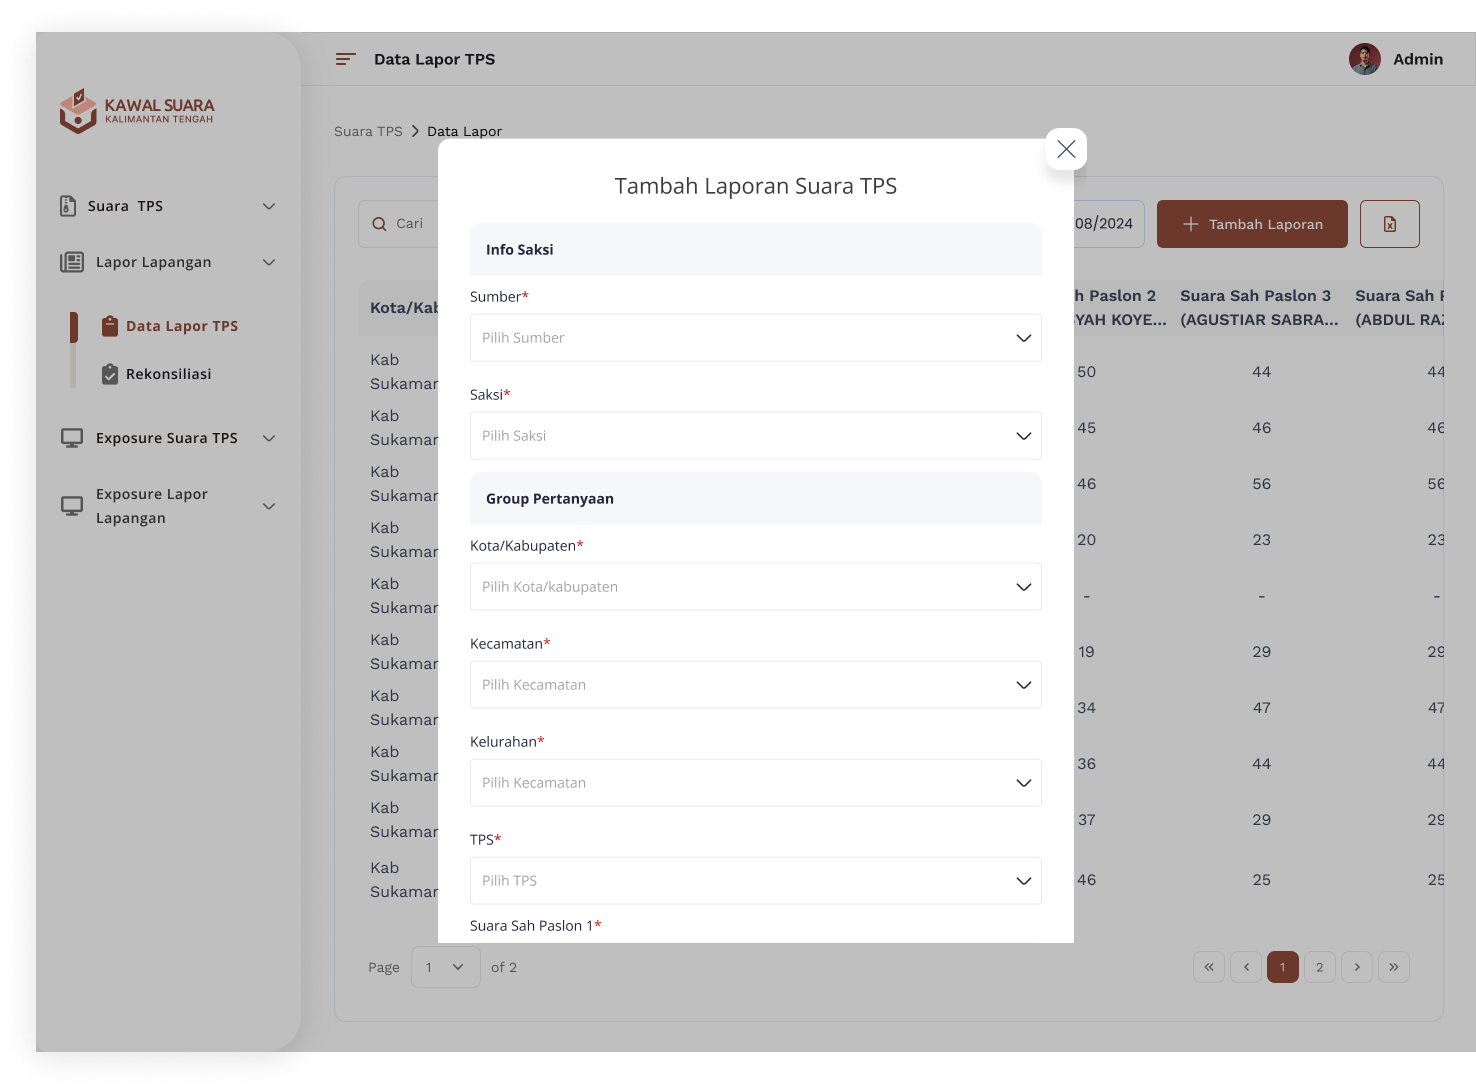 Data Lapor TPS
Admin
KAWAL SUARA
KALIMANTAN TENGAH
Suara TPS
Lapor Lapangan
Data Lapor TPS
Rekonsiliasi
Exposure Suara TPS
Exposure Lapor
Lapangan
Suara TPS > Data Lapor
Cari
08/2024
+ Tambah Laporan
Tambah Laporan Suara TPS
Info Saksi
Sumber*
Pilih Sumber
Saksi*
Pilih Saksi
Group Pertanyaan
Kota/Kabupaten*
Pilih Kota/kabupaten
Kecamatan*
Pilih Kecamatan
Kelurahan*
Pilih Kecamatan
TPS*
Pilih TPS
Suara Sah Paslon 1*
Kota/Kab
Paslon 2 Suara Sah Paslon 3 Suara Sah
YAH KOYE... (AGUSTIAR SABRA... (ABDUL RAZ
Kab
Sukamar
50 44 44
Kab
Sukamar
45 46 46
Kab
Sukamar
46 56 56
Kab
Sukamar
20 23 23
Kab
Sukamar
- - -
Kab
Sukamar
19 29 29
Kab
Sukamar
34 47 47
Kab
Sukamar
36 44 44
Kab
Sukamar
37 29 29
Kab
Sukamar
46 25 25
Page 1 of 2
« < 1 2 > »